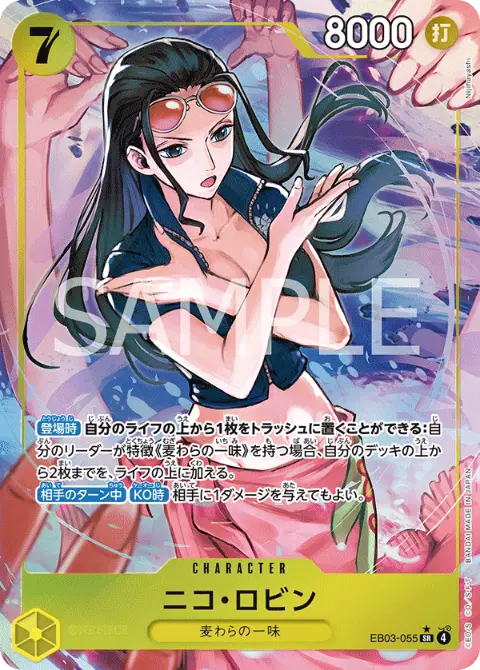 7
8000
打
Nijimayashi
SAMPLE
登場時 自分のライフの上から1枚をトラッシュに置くことができる:自
分のリーダーが特徴《麦わらの一味》を持つ場合、自分のデッキの上か
ら2枚までを、ライフの上に加える。
相手のターン中 KO時 相手に1ダメージを与えてもよい。
CHARACTER
ニコ・ロビン
麦わらの一味
EB03-055 SR 4
BANDAI MADE IN JAPAN